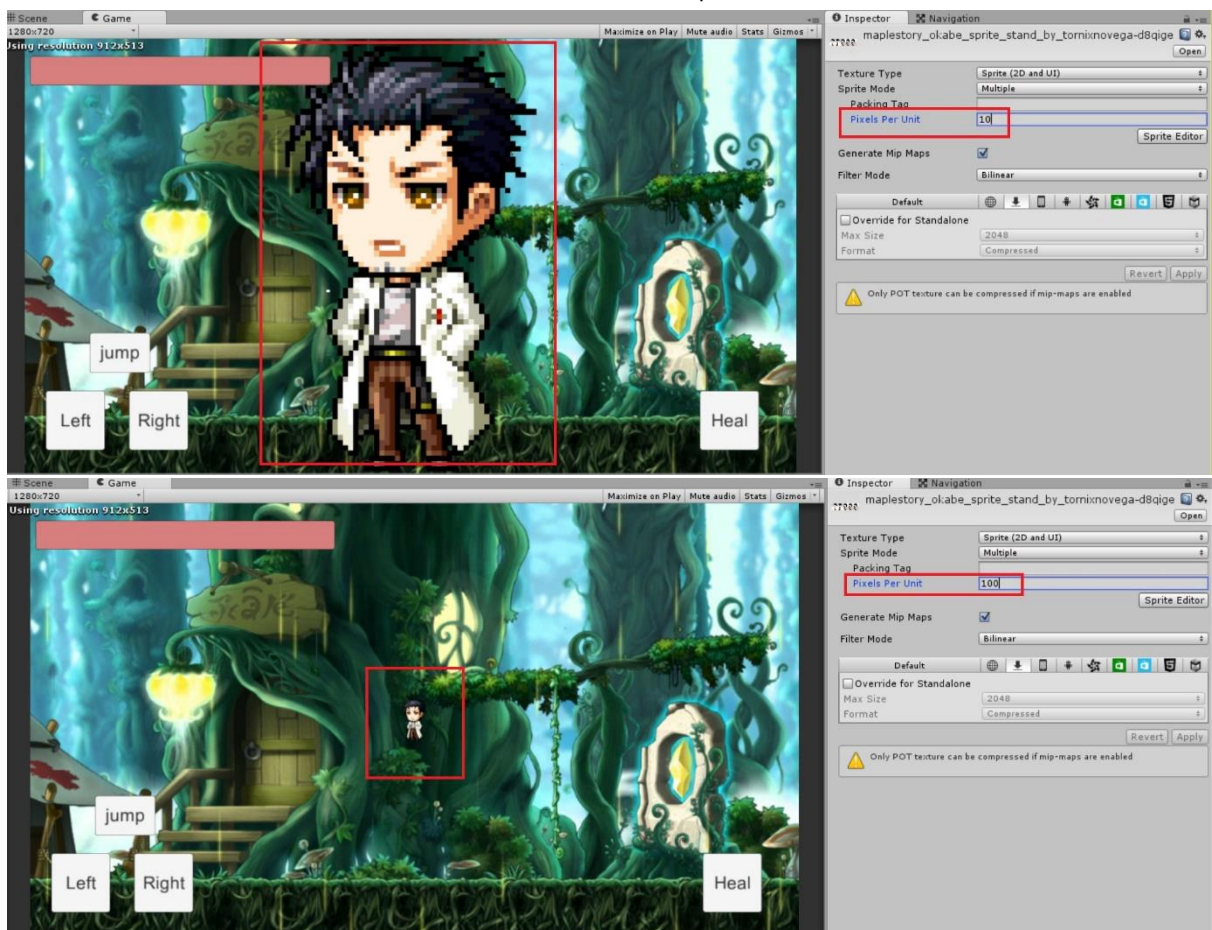 Scene Game
1280x720 Maximize on Play Mute audio Stats Gizmos
Using resolution 912x513
jump
Left Right Heal
Inspector Navigation
maplestory_okabe_sprite_stand_by_tornixnovega-d8qige
Open
Texture Type Sprite (2D and UI)
Sprite Mode Multiple
Packing Tag
Pixels Per Unit 10
Sprite Editor
Generate Mip Maps
Filter Mode Bilinear
Default
Override for Standalone
Max Size 2048
Format Compressed
Revert Apply
Only POT texture can be compressed if mip-maps are enabled
Scene Game
1280x720 Maximize on Play Mute audio Stats Gizmos
Using resolution 912x513
jump
Left Right Heal
Inspector Navigation
maplestory_okabe_sprite_stand_by_tornixnovega-d8qige
Open
Texture Type Sprite (2D and UI)
Sprite Mode Multiple
Packing Tag
Pixels Per Unit 100
Sprite Editor
Generate Mip Maps
Filter Mode Bilinear
Default
Override for Standalone
Max Size 2048
Format Compressed
Revert Apply
Only POT texture can be compressed if mip-maps are enabled